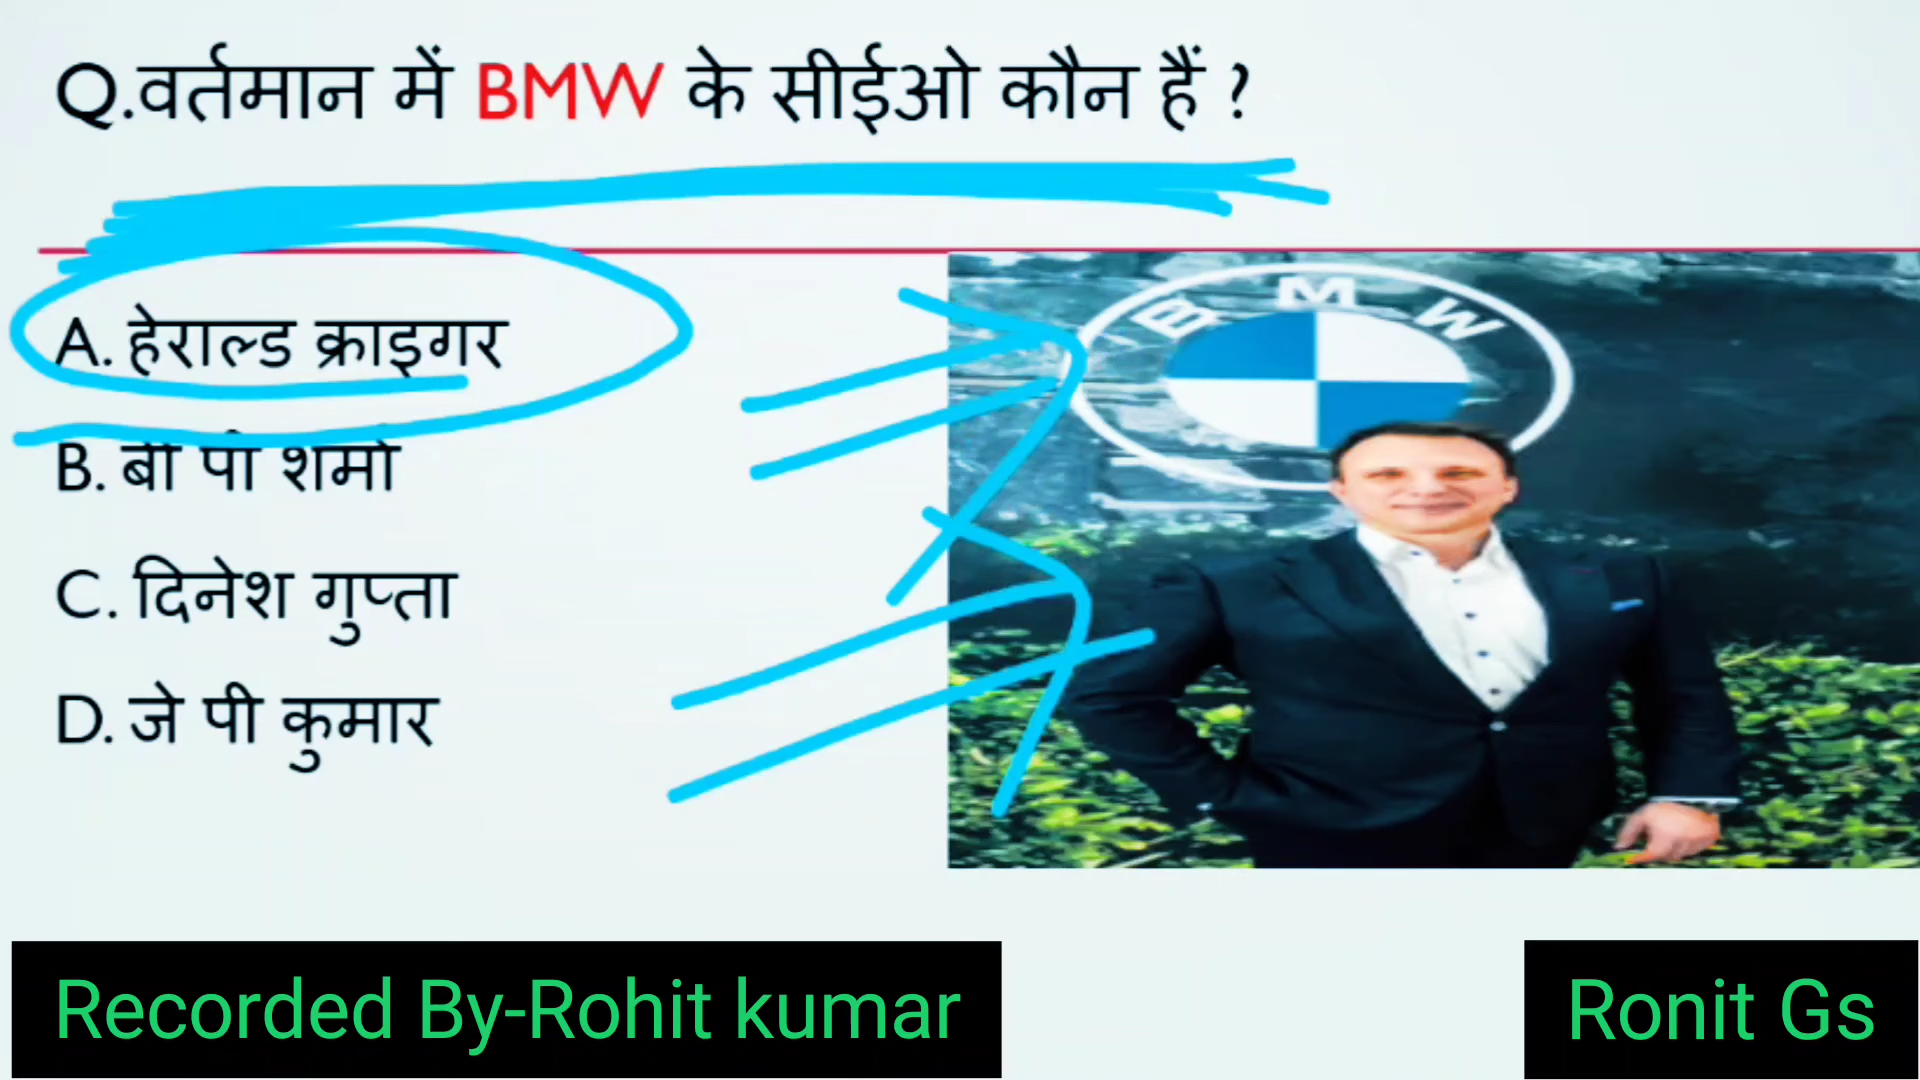 Q.वर्तमान में BMW के सीईओ कौन हैं ?
A. हेराल्ड क्राइगर
B. बी पी शर्मा
C. दिनेश गुप्ता
D. जे पी कुमार
BMW
Recorded By-Rohit kumar
Ronit Gs